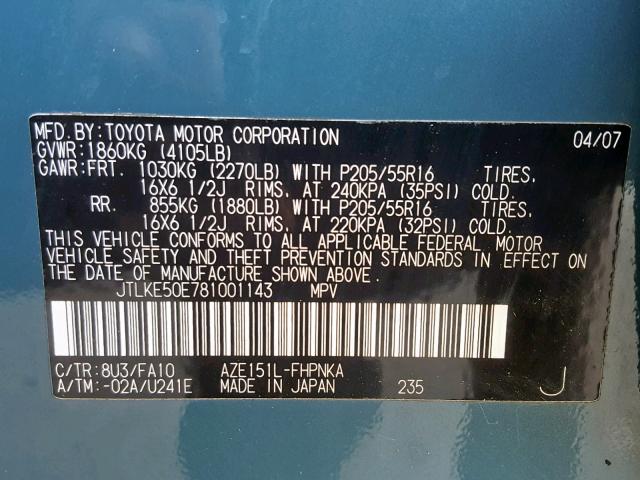 MFD.BY:TOYOTA MOTOR CORPORATION 04/07
GVWR:1860KG (4105LB)
GAWR:FRT. 1030KG (2270LB) WITH P205/55R16 TIRES,
16X6 1/2J RIMS, AT 240KPA (35PSI) COLD.
RR. 855KG (1880LB) WITH P205/55R16 TIRES,
16X6 1/2J RIMS, AT 220KPA (32PSI) COLD.
THIS VEHICLE CONFORMS TO ALL APPLICABLE FEDERAL MOTOR
VEHICLE SAFETY AND THEFT PREVENTION STANDARDS IN EFFECT
ON THE DATE OF MANUFACTURE SHOWN ABOVE.
JTLKE50E781001143 MPV
C/TR:8U3/FA10 AZE151L-FHPNKA
A/TM:-02A/U241E MADE IN JAPAN 235 J